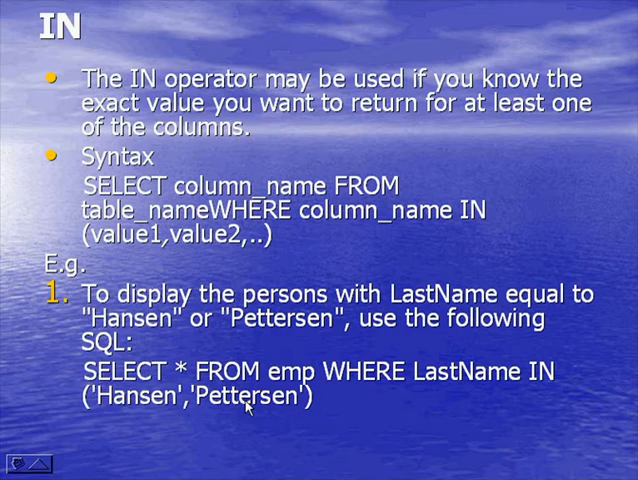 IN
• The IN operator may be used if you know the
exact value you want to return for at least one
of the columns.
• Syntax
SELECT column_name FROM
table_nameWHERE column_name IN
(value1,value2,..)
E.g.
1. To display the persons with LastName equal to
"Hansen" or "Pettersen", use the following
SQL:
SELECT * FROM emp WHERE LastName IN
('Hansen','Pettersen')